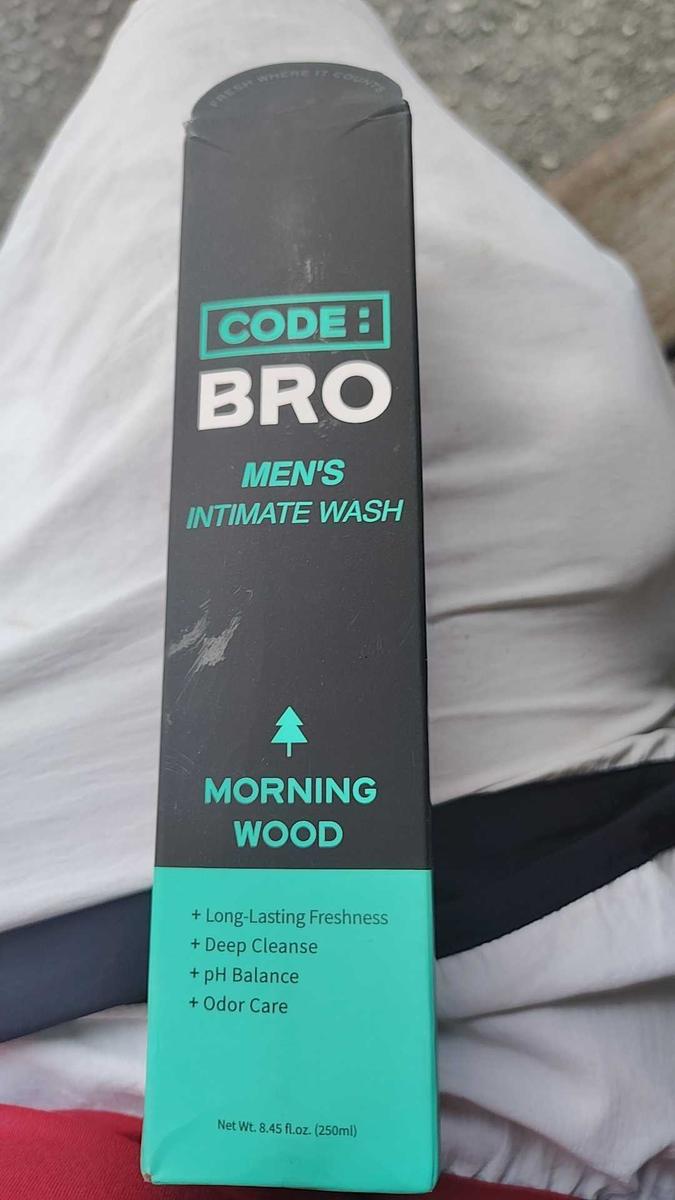 FRESH WHERE IT COUNTS
CODE:
BRO
MEN'S
INTIMATE WASH
MORNING
WOOD
+ Long-Lasting Freshness
+ Deep Cleanse
+ pH Balance
+ Odor Care
Net Wt. 8.45 fl.oz. (250ml)